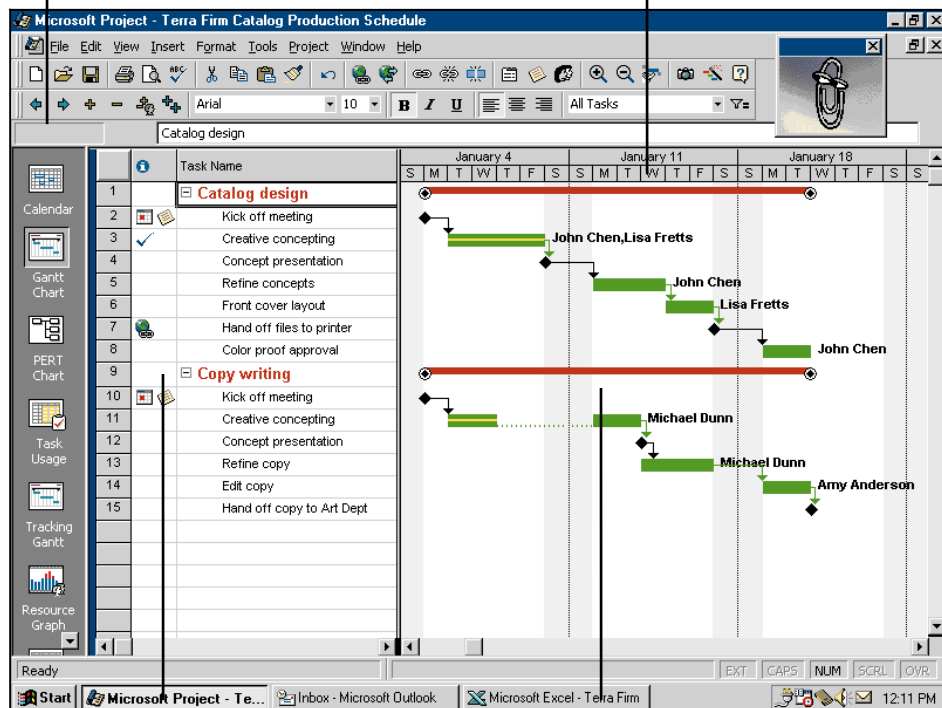 Microsoft Project - Terra Firm Catalog Production Schedule
File Edit View Insert Format Tools Project Window Help
ABC
Arial 10 B I U All Tasks
Catalog design
Task Name
January 4 January 11 January 18
S M T W T F S S M T W T F S S M T W T F S S
1 Catalog design
2 Kick off meeting
3 Creative concepting John Chen,Lisa Fretts
4 Concept presentation
5 Refine concepts John Chen
6 Front cover layout Lisa Fretts
7 Hand off files to printer
8 Color proof approval John Chen
9 Copy writing
10 Kick off meeting
11 Creative concepting Michael Dunn
12 Concept presentation
13 Refine copy Michael Dunn
14 Edit copy Amy Anderson
15 Hand off copy to Art Dept
Calendar
Gantt
Chart
PERT
Chart
Task
Usage
Tracking
Gantt
Resource
Graph
Ready EXT CAPS NUM SCRL OVR
Start Microsoft Project - Te... Inbox - Microsoft Outlook Microsoft Excel - Terra Firm 12:11 PM